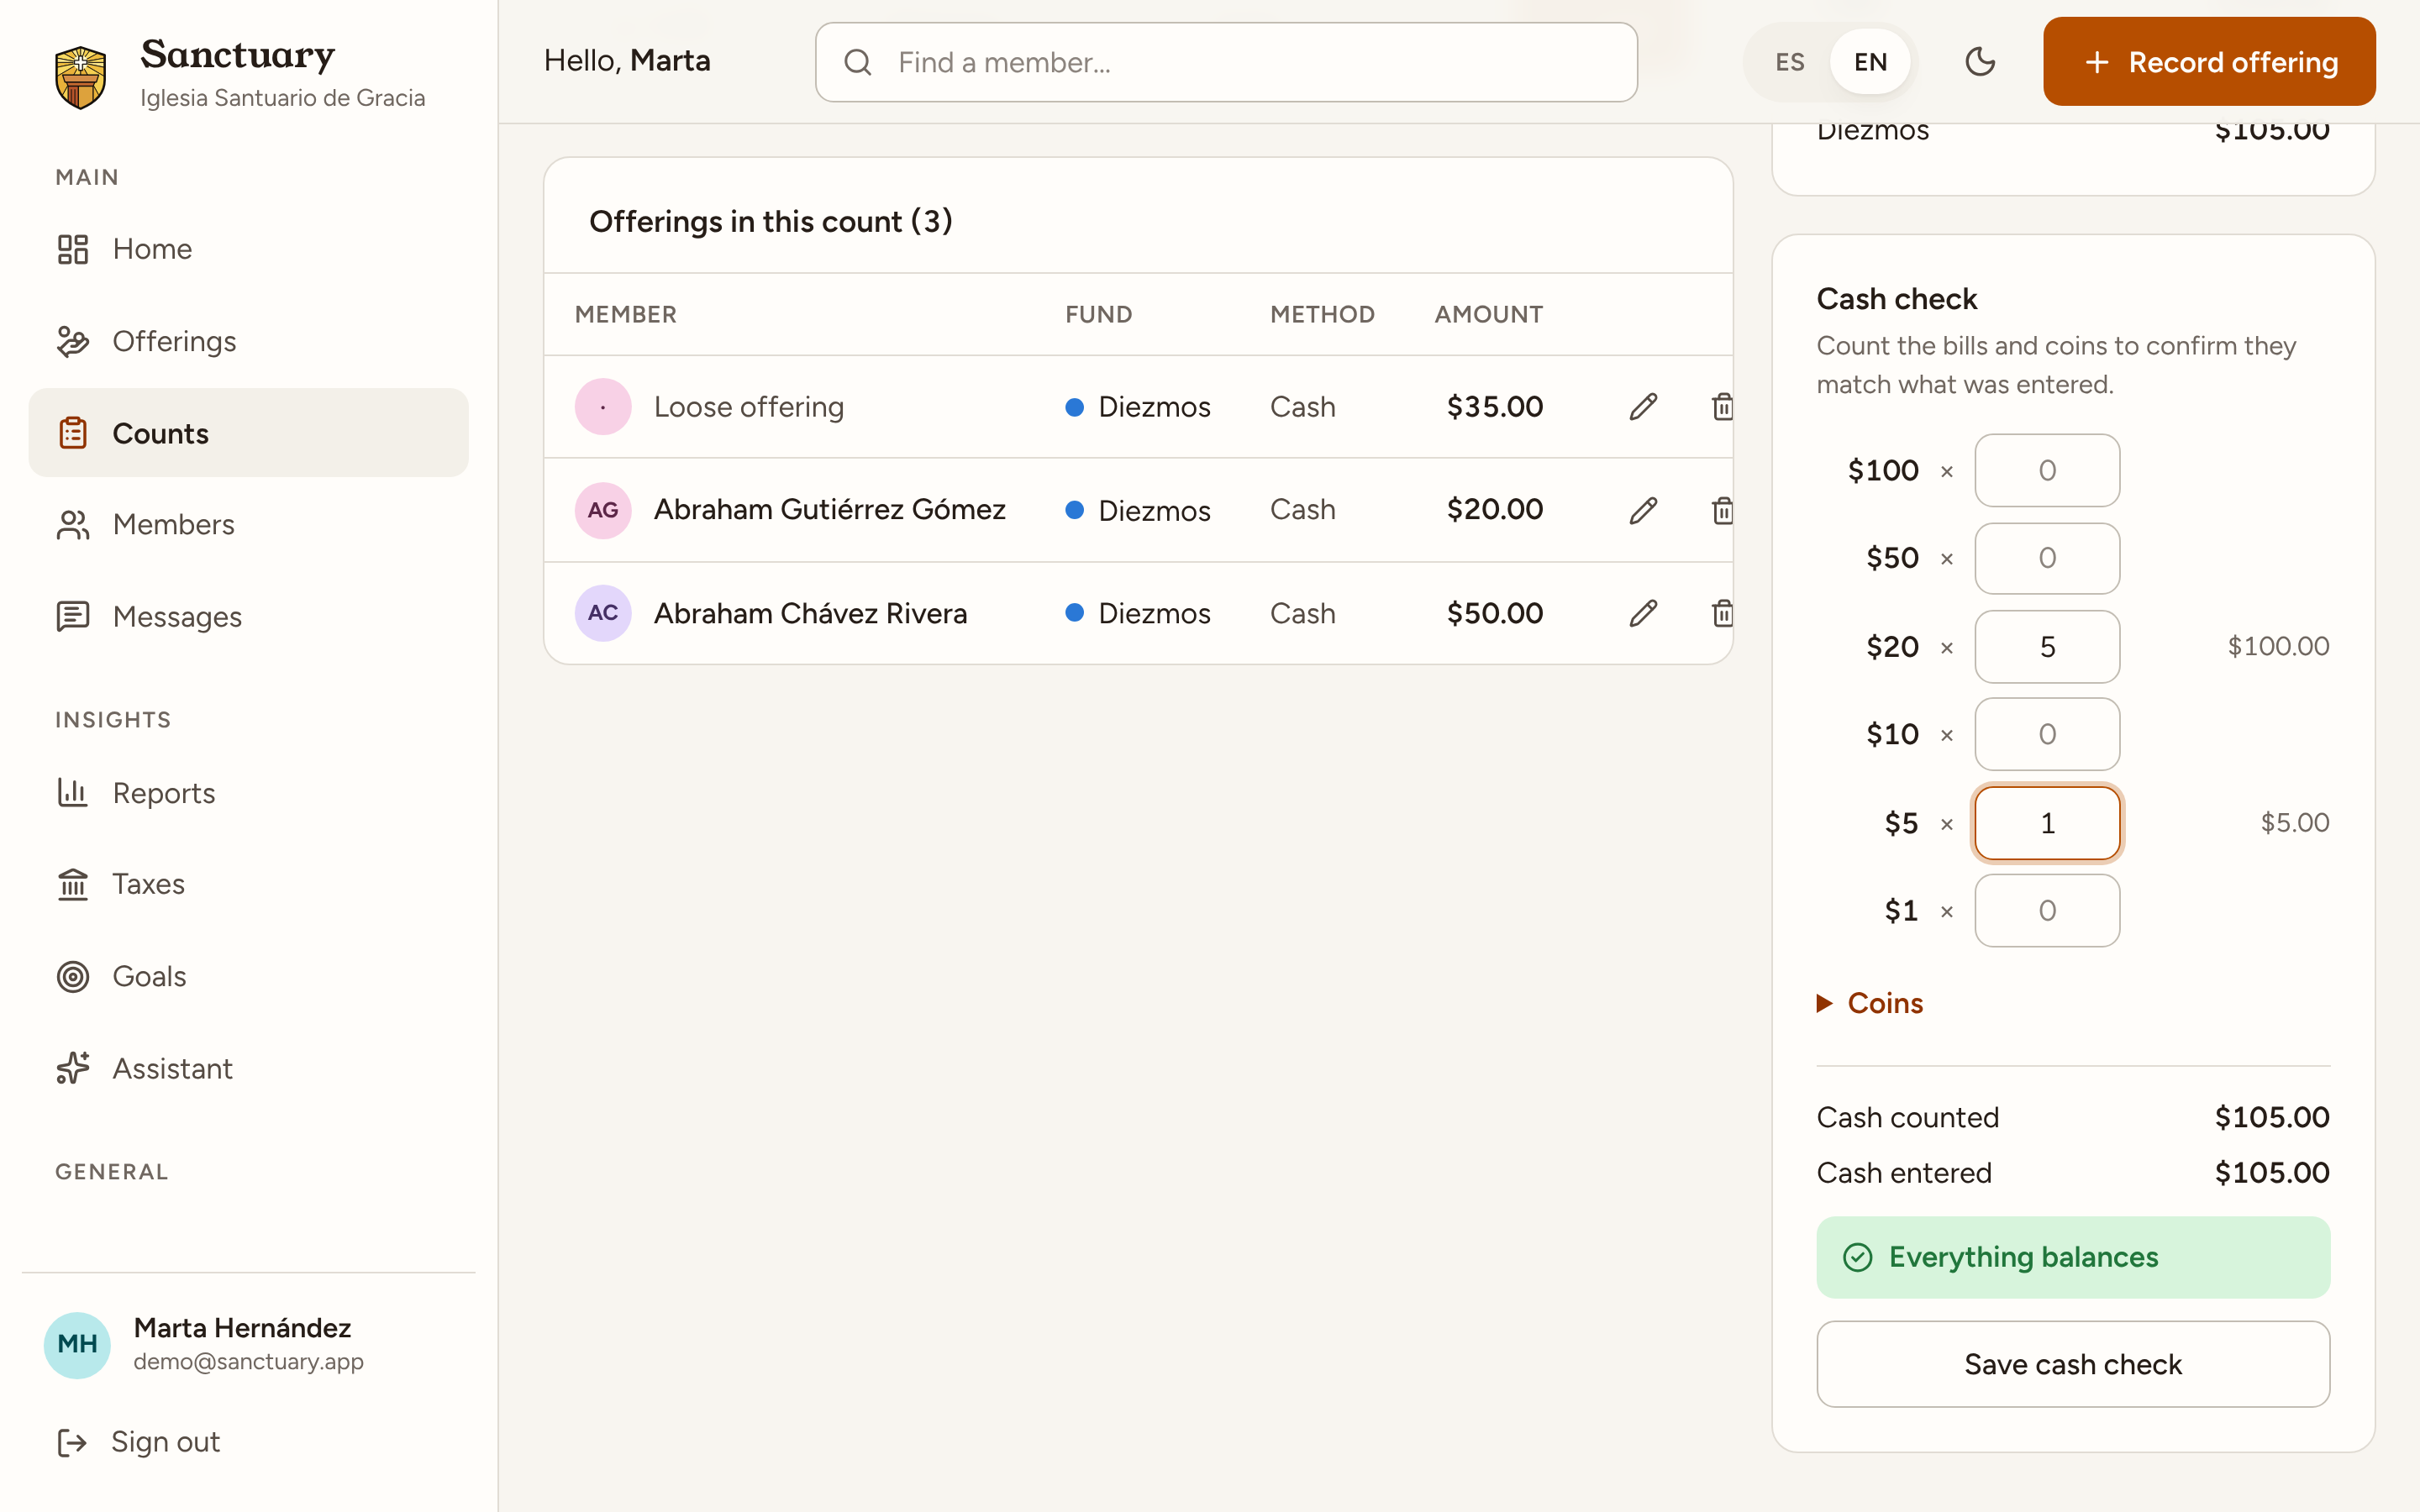 Sanctuary
Iglesia Santuario de Gracia
MAIN
Home
Offerings
Counts
Members
Messages
INSIGHTS
Reports
Taxes
Goals
Assistant
GENERAL
MH
Marta Hernández
demo@sanctuary.app
Sign out
Hello, Marta
Find a member...
ES EN
+ Record offering
Offerings in this count (3)
MEMBER FUND METHOD AMOUNT
Loose offering Diezmos Cash $35.00
AG Abraham Gutiérrez Gómez Diezmos Cash $20.00
AC Abraham Chávez Rivera Diezmos Cash $50.00
Diezmos $105.00
Cash check
Count the bills and coins to confirm they
match what was entered.
$100 × 0
$50 × 0
$20 × 5 $100.00
$10 × 0
$5 × 1 $5.00
$1 × 0
Coins
Cash counted $105.00
Cash entered $105.00
Everything balances
Save cash check